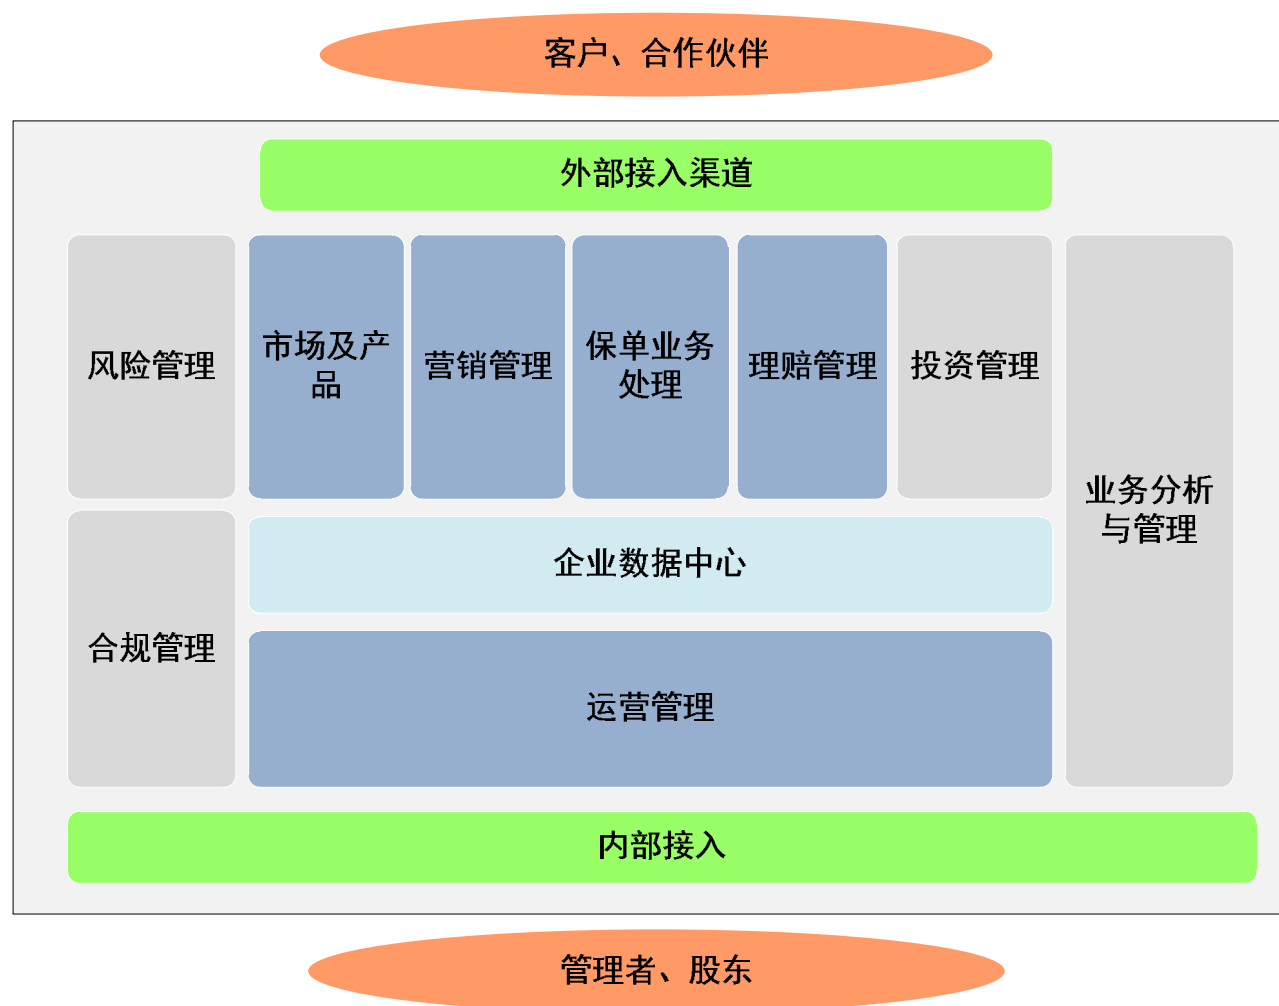 客户、合作伙伴
外部接入渠道
风险管理
市场及产
品
营销管理
保单业务
处理
理赔管理
投资管理
业务分析
与管理
企业数据中心
合规管理
运营管理
内部接入
管理者、股东